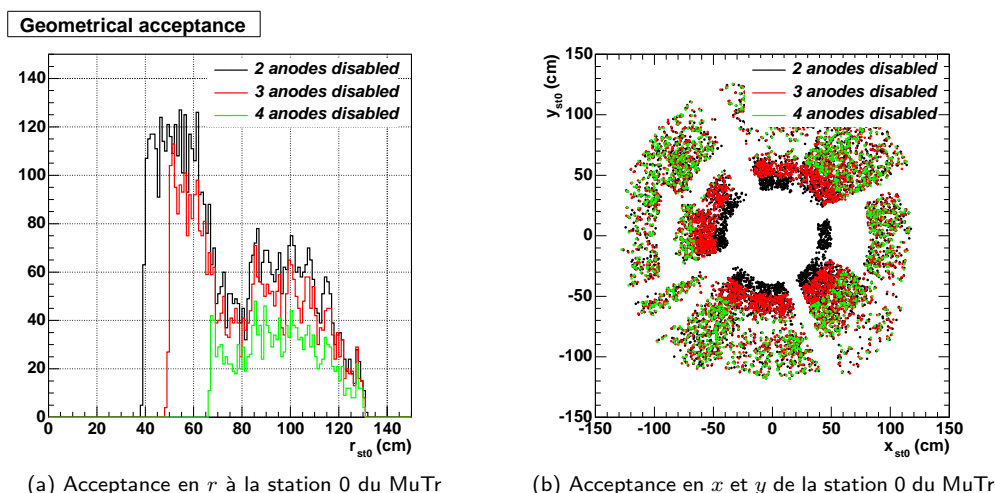 Geometrical acceptance
140
120
100
80
60
40
20
0
2 anodes disabled
3 anodes disabled
4 anodes disabled
0 20 40 60 80 100 120 140
r_st0 (cm)
(a) Acceptance en r à la station 0 du MuTr
y_st0 (cm)
150
100
50
0
-50
-100
-150
2 anodes disabled
3 anodes disabled
4 anodes disabled
-150 -100 -50 0 50 100 150
x_st0 (cm)
(b) Acceptance en x et y de la station 0 du MuTr